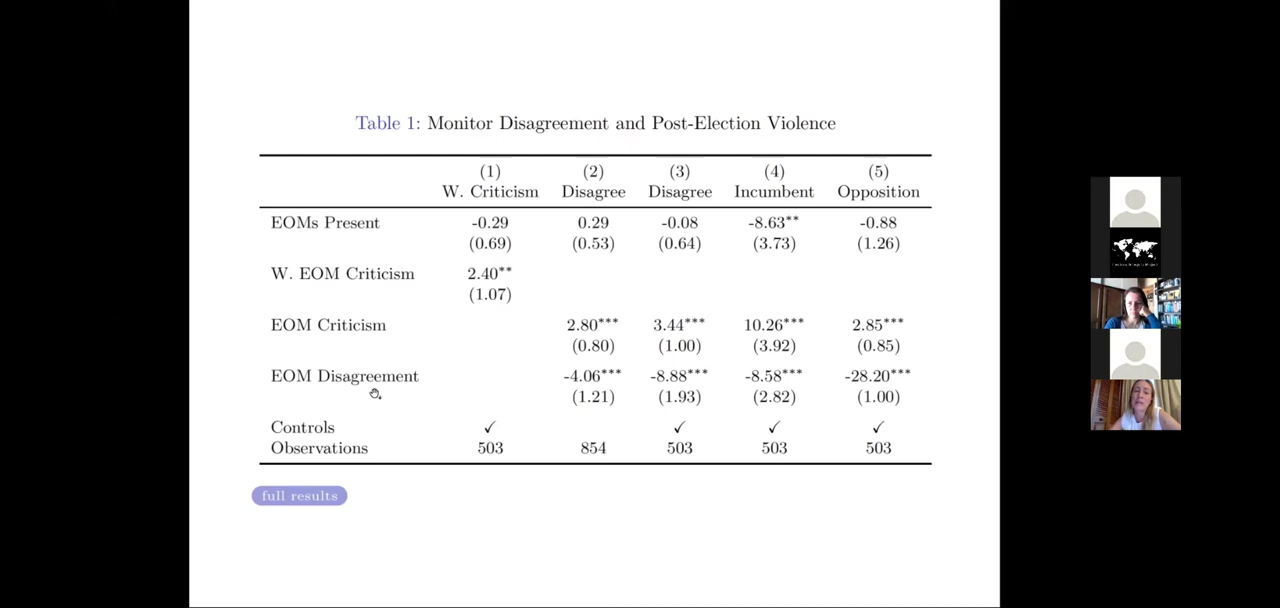 Table 1: Monitor Disagreement and Post-Election Violence
(1) (2) (3) (4) (5)
W. Criticism Disagree Disagree Incumbent Opposition
EOMs Present -0.29 0.29 -0.08 -8.63** -0.88
(0.69) (0.53) (0.64) (3.73) (1.26)
W. EOM Criticism 2.40**
(1.07)
EOM Criticism 2.80*** 3.44*** 10.26*** 2.85***
(0.80) (1.00) (3.92) (0.85)
EOM Disagreement -4.06*** -8.88*** -8.58*** -28.20***
(1.21) (1.93) (2.82) (1.00)
Controls ✓ ✓ ✓ ✓
Observations 503 854 503 503 503
full results